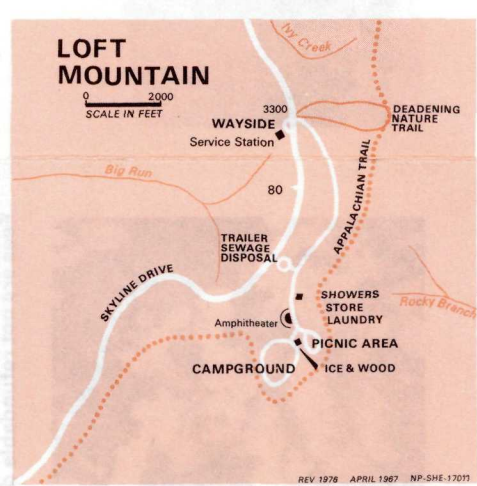 LOFT
MOUNTAIN
0 2000
SCALE IN FEET
Ivy Creek
3300
WAYSIDE
Service Station
DEADENING
NATURE
TRAIL
Big Run
80
APPALACHIAN TRAIL
TRAILER
SEWAGE
DISPOSAL
SKYLINE DRIVE
SHOWERS
STORE
LAUNDRY
Rocky Branch
Amphitheater
PICNIC AREA
CAMPGROUND
ICE & WOOD
REV 1976 APRIL 1967 NP-SHE-17011